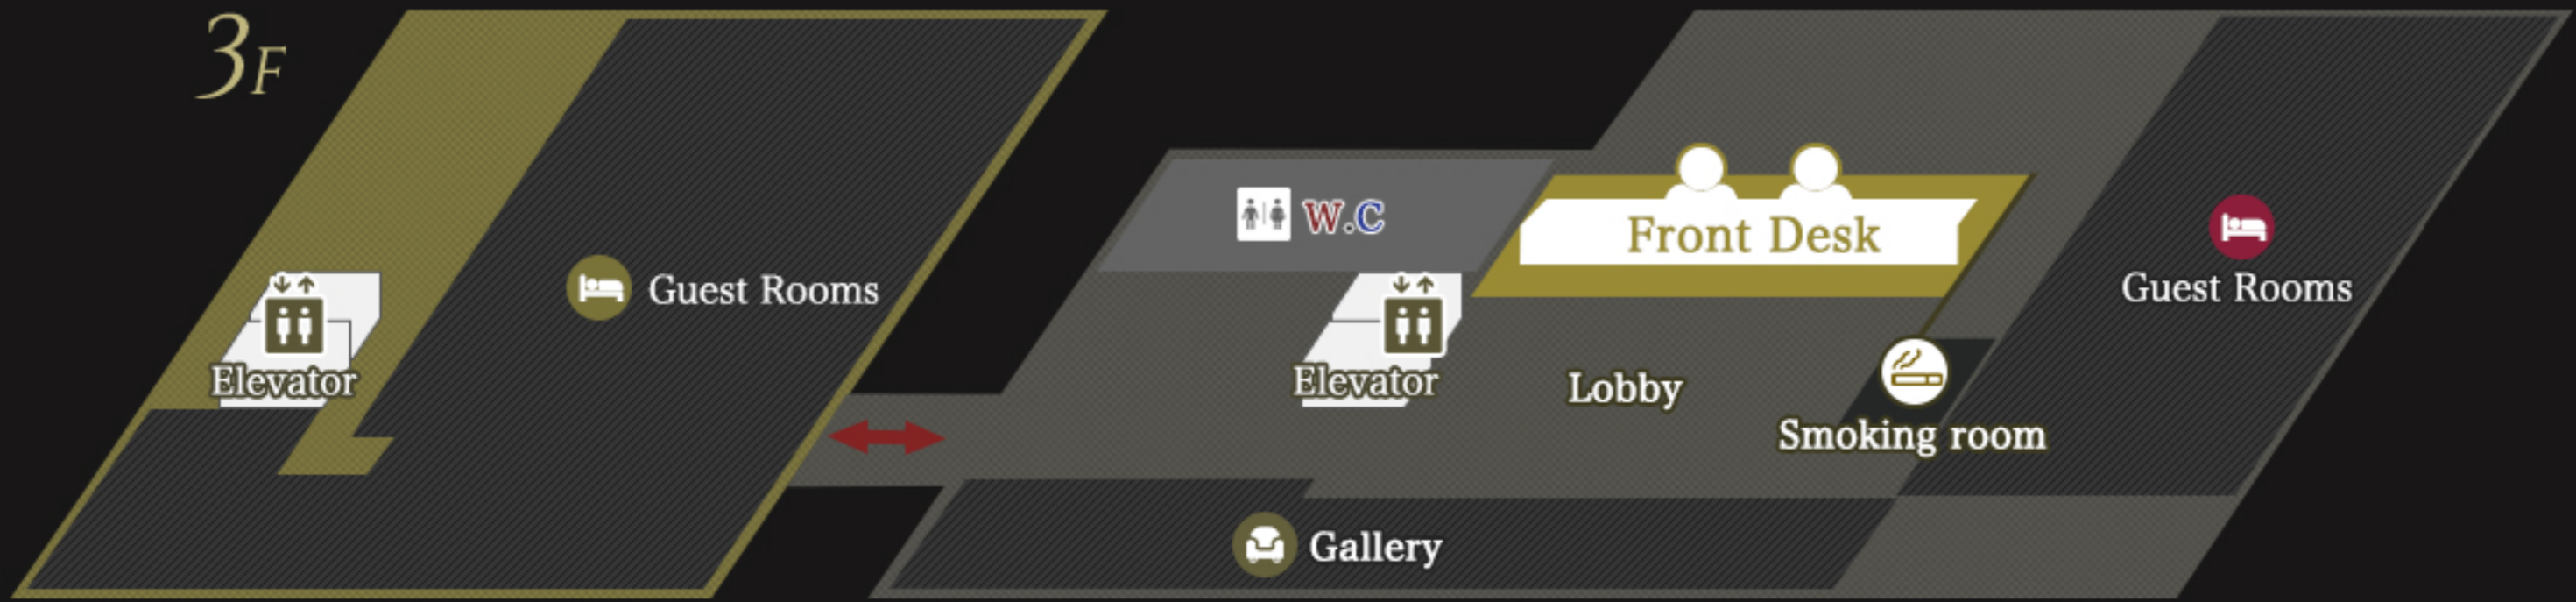 3F
W.C
Front Desk
Guest Rooms
Guest Rooms
Elevator
Elevator
Lobby
Smoking room
Gallery